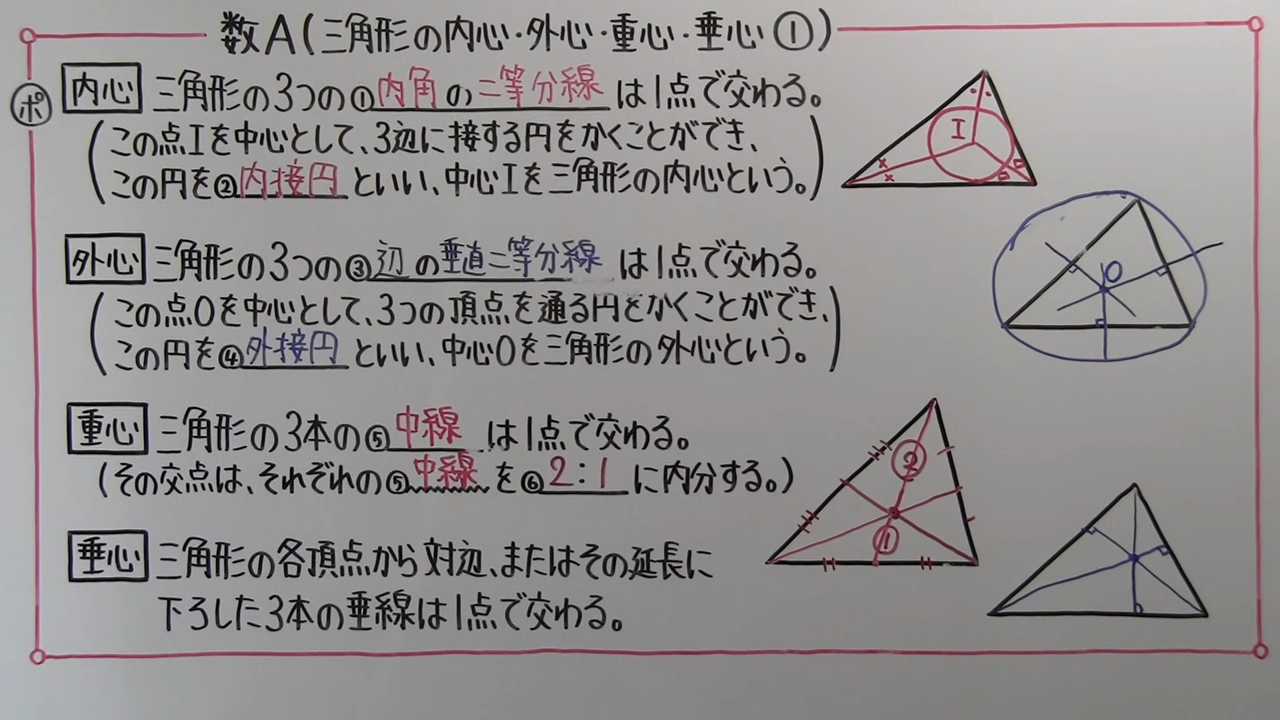 数A(三角形の内心・外心・重心・垂心①)
ポ
内心 三角形の3つの①内角の二等分線は1点で交わる。
(この点Iを中心として、3辺に接する円をかくことができ、
この円を②内接円といい、中心Iを三角形の内心という。)
I
外心 三角形の3つの③辺の垂直二等分線は1点で交わる。
(この点Oを中心として、3つの頂点を通る円をかくことができ、
この円を④外接円といい、中心Oを三角形の外心という。)
O
重心 三角形の3本の⑤中線は1点で交わる。
(その交点は、それぞれの⑤中線を⑥2:1に内分する。)
②
①
垂心 三角形の各頂点から対辺、またはその延長に
下ろした3本の垂線は1点で交わる。